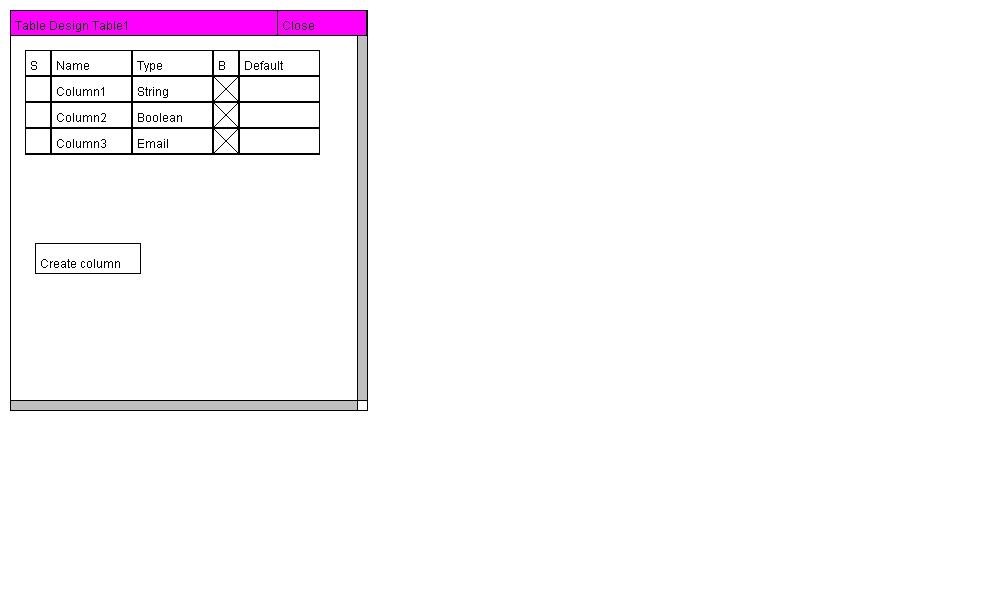 Table Design Table1 Close
S Name Type B Default
Column1 String
Column2 Boolean
Column3 Email
Create column